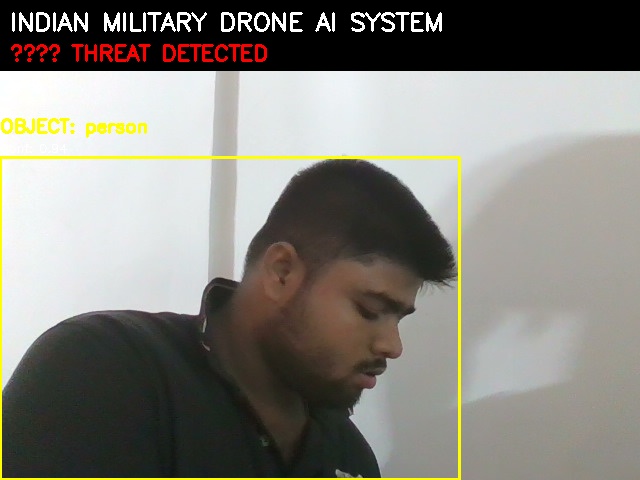 INDIAN MILITARY DRONE AI SYSTEM
???? THREAT DETECTED
OBJECT: person